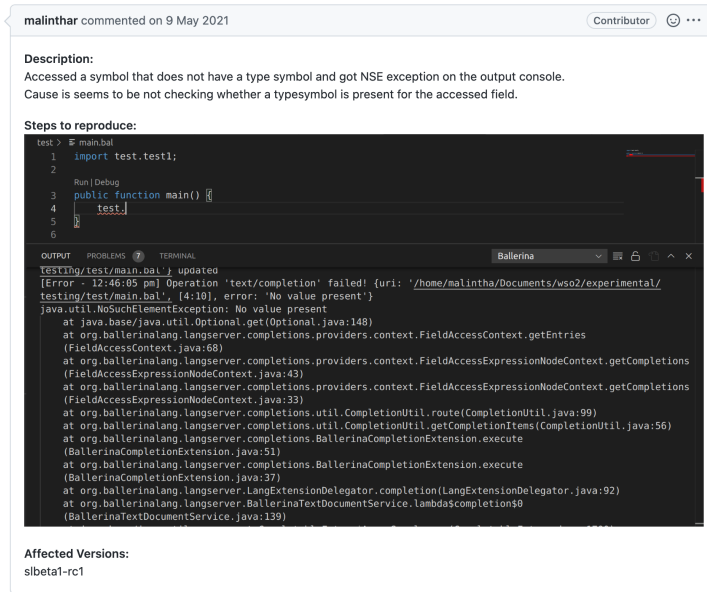 malinthar commented on 9 May 2021
Contributor
Description:
Accessed a symbol that does not have a type symbol and got NSE exception on the output console.
Cause is seems to be not checking whether a typesymbol is present for the accessed field.
Steps to reproduce:
test > main.bal
1 import test.test1;
2
Run | Debug
3 public function main() {
4 test.
5 }
6
OUTPUT PROBLEMS 7 TERMINAL Ballerina
testing/test/main.bal'} updated
[Error - 12:46:05 pm] Operation 'text/completion' failed! {uri: '/home/malintha/Documents/wso2/experimental/
testing/test/main.bal', [4:10], error: 'No value present'}
java.util.NoSuchElementException: No value present
at java.base/java.util.Optional.get(Optional.java:148)
at org.ballerinalang.langserver.completions.providers.context.FieldAccessContext.getEntries
(FieldAccessContext.java:68)
at org.ballerinalang.langserver.completions.providers.context.FieldAccessExpressionNodeContext.getCompletions
(FieldAccessExpressionNodeContext.java:43)
at org.ballerinalang.langserver.completions.providers.context.FieldAccessExpressionNodeContext.getCompletions
(FieldAccessExpressionNodeContext.java:33)
at org.ballerinalang.langserver.completions.util.CompletionUtil.route(CompletionUtil.java:99)
at org.ballerinalang.langserver.completions.util.CompletionUtil.getCompletionItems(CompletionUtil.java:56)
at org.ballerinalang.langserver.completions.BallerinaCompletionExtension.execute
(BallerinaCompletionExtension.java:51)
at org.ballerinalang.langserver.completions.BallerinaCompletionExtension.execute
(BallerinaCompletionExtension.java:37)
at org.ballerinalang.langserver.LangExtensionDelegator.completion(LangExtensionDelegator.java:92)
at org.ballerinalang.langserver.BallerinaTextDocumentService.lambda$completion$0
(BallerinaTextDocumentService.java:139)
Affected Versions:
slbeta1-rc1